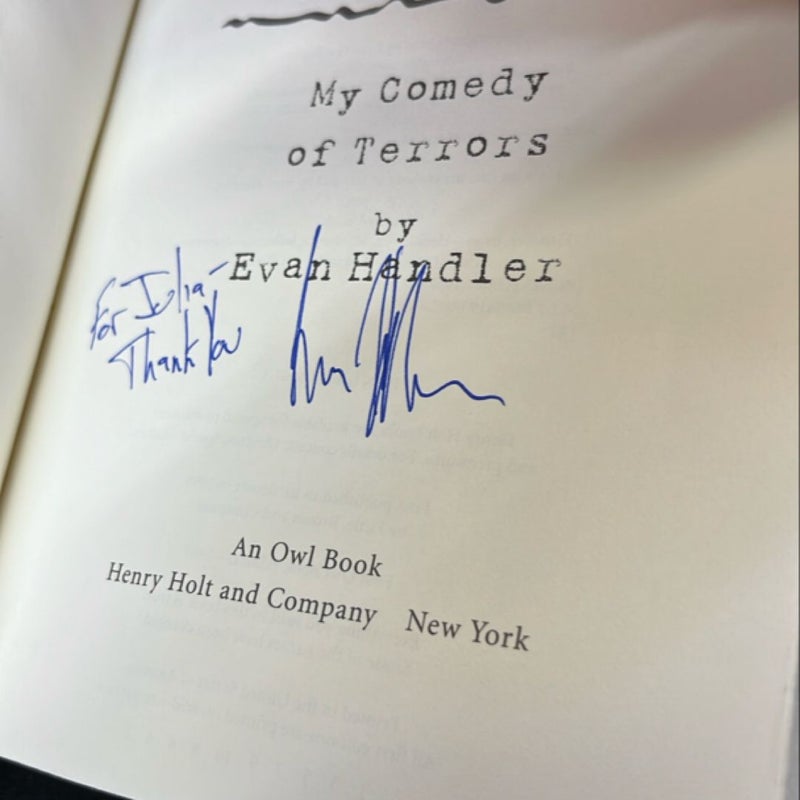 My Comedy
of Terrors
by
Evan Handler
For Julia,
Thank You
An Owl Book
Henry Holt and Company New York